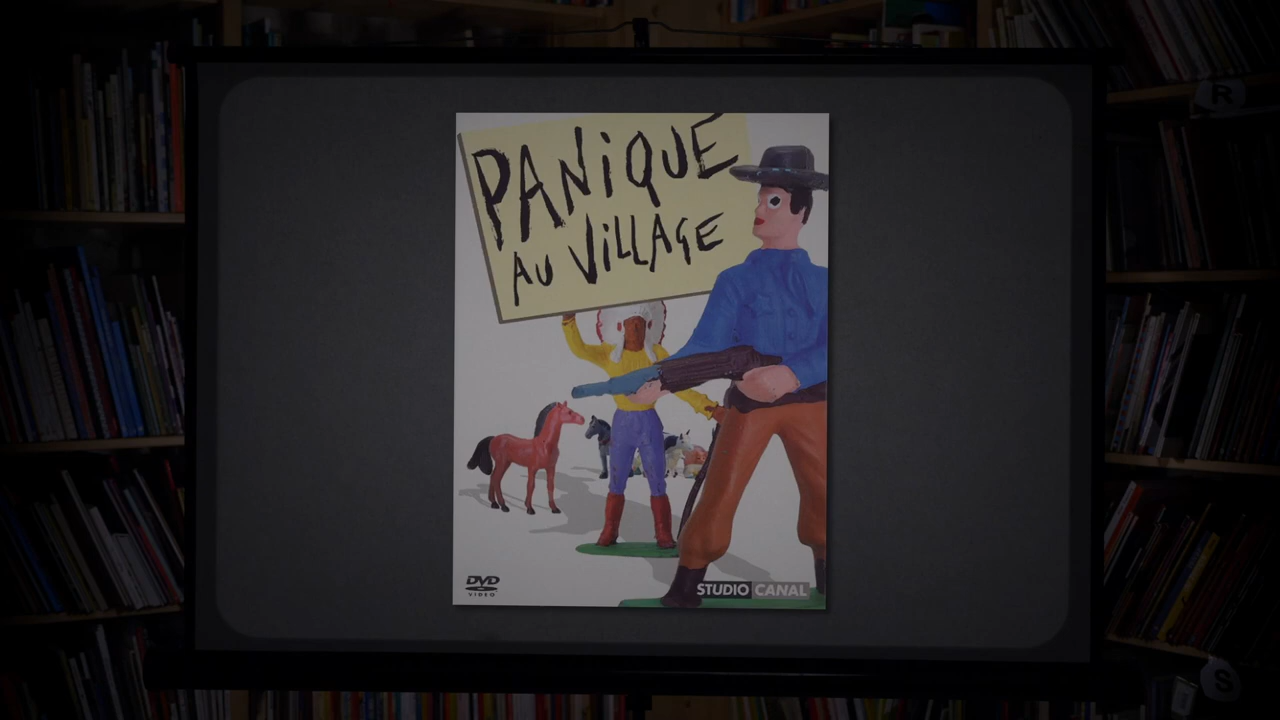 PANiQUE
AU ViLLAGE
DVD
VIDEO
STUDIO CANAL
R
S